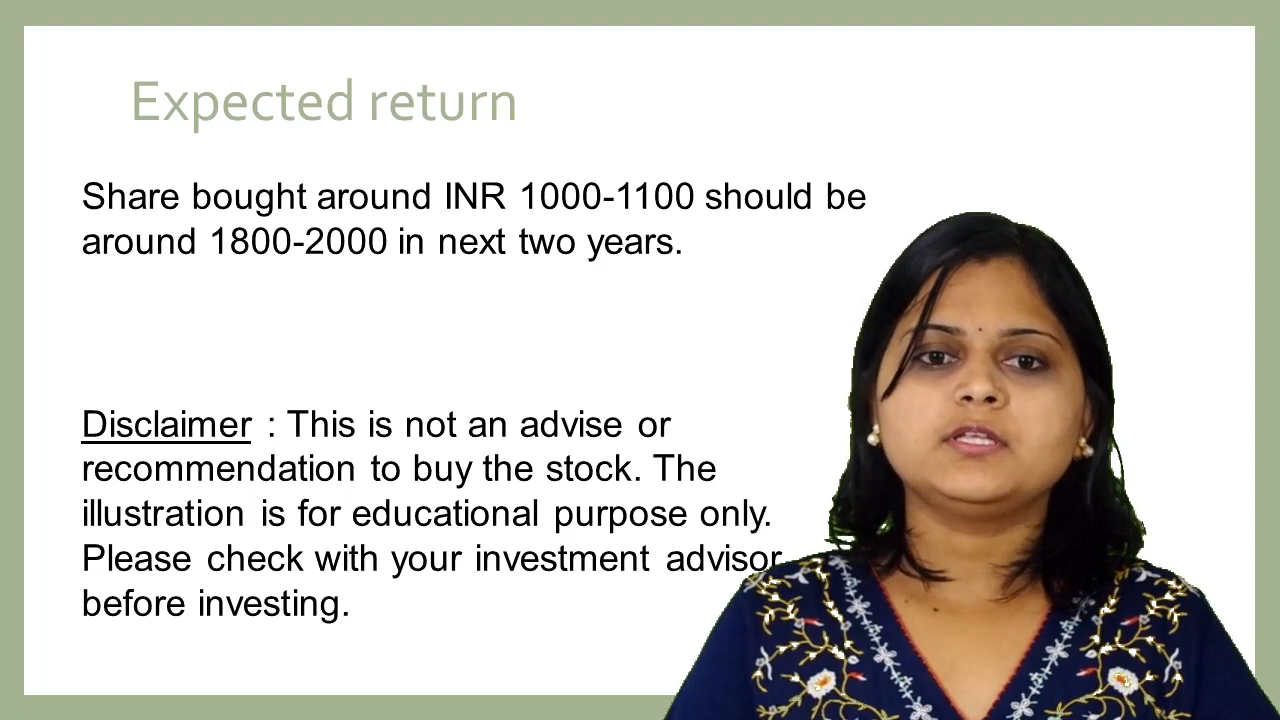 Expected return
Share bought around INR 1000-1100 should be
around 1800-2000 in next two years.
Disclaimer : This is not an advise or
recommendation to buy the stock. The
illustration is for educational purpose only.
Please check with your investment advisor
before investing.